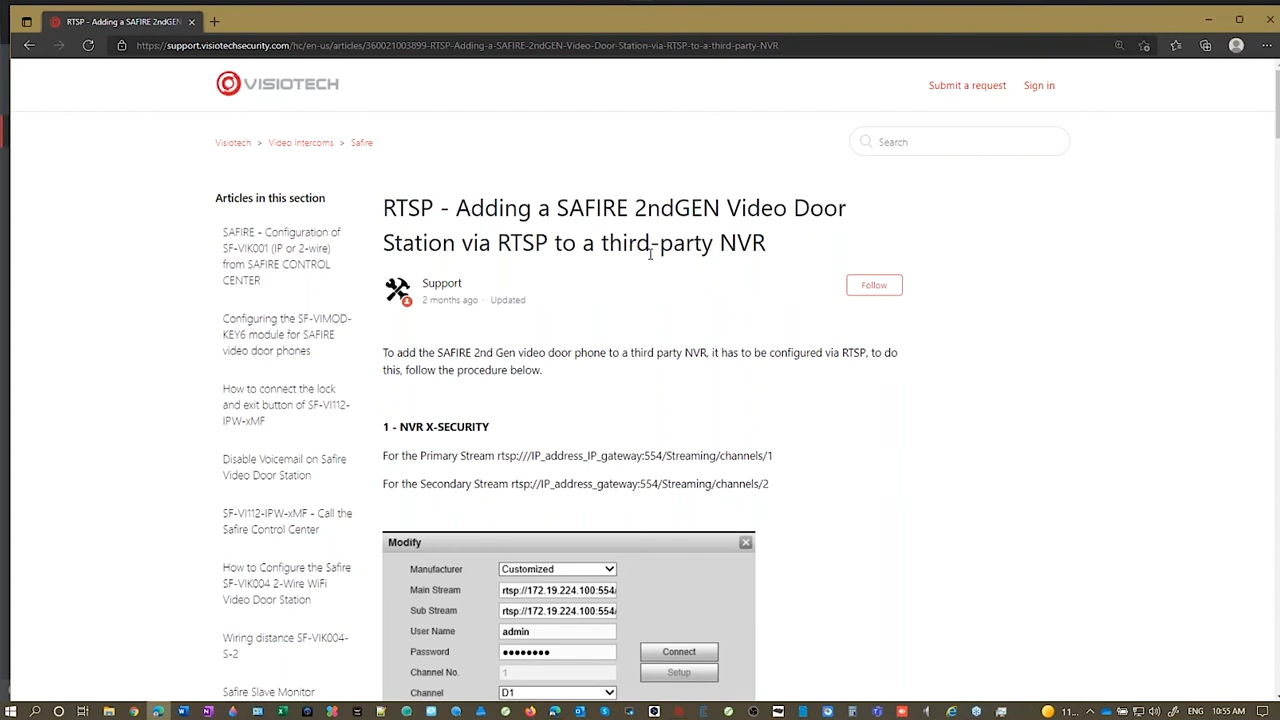 RTSP - Adding a SAFIRE 2ndGEN
https://support.visiotechsecurity.com/hc/en-us/articles/360021003899-RTSP-Adding-a-SAFIRE-2ndGEN-Video-Door-Station-via-RTSP-to-a-third-party-NVR
VISIOTECH
Submit a request
Sign in
Visiotech > Video Intercoms > Safire
Search
Articles in this section
SAFIRE - Configuration of
SF-VIK001 (IP or 2-wire)
from SAFIRE CONTROL
CENTER
Configuring the SF-VIMOD-
KEY6 module for SAFIRE
video door phones
How to connect the lock
and exit button of SF-VI112-
IPW-xMF
Disable Voicemail on Safire
Video Door Station
SF-VI112-IPW-xMF - Call the
Safire Control Center
How to Configure the Safire
SF-VIK004 2-Wire WiFi
Video Door Station
Wiring distance SF-VIK004-
S-2
Safire Slave Monitor
RTSP - Adding a SAFIRE 2ndGEN Video Door
Station via RTSP to a third-party NVR
Support
2 months ago · Updated
Follow
To add the SAFIRE 2nd Gen video door phone to a third party NVR, it has to be configured via RTSP, to do
this, follow the procedure below.
1 - NVR X-SECURITY
For the Primary Stream rtsp:///IP_address_IP_gateway:554/Streaming/channels/1
For the Secondary Stream rtsp://IP_address_gateway:554/Streaming/channels/2
Modify
Manufacturer Customized
Main Stream rtsp://172.19.224.100:554/
Sub Stream rtsp://172.19.224.100:554/
User Name admin
Password ●●●●●●●●
Connect
Channel No. 1
Setup
Channel D1
11...
ENG
10:55 AM